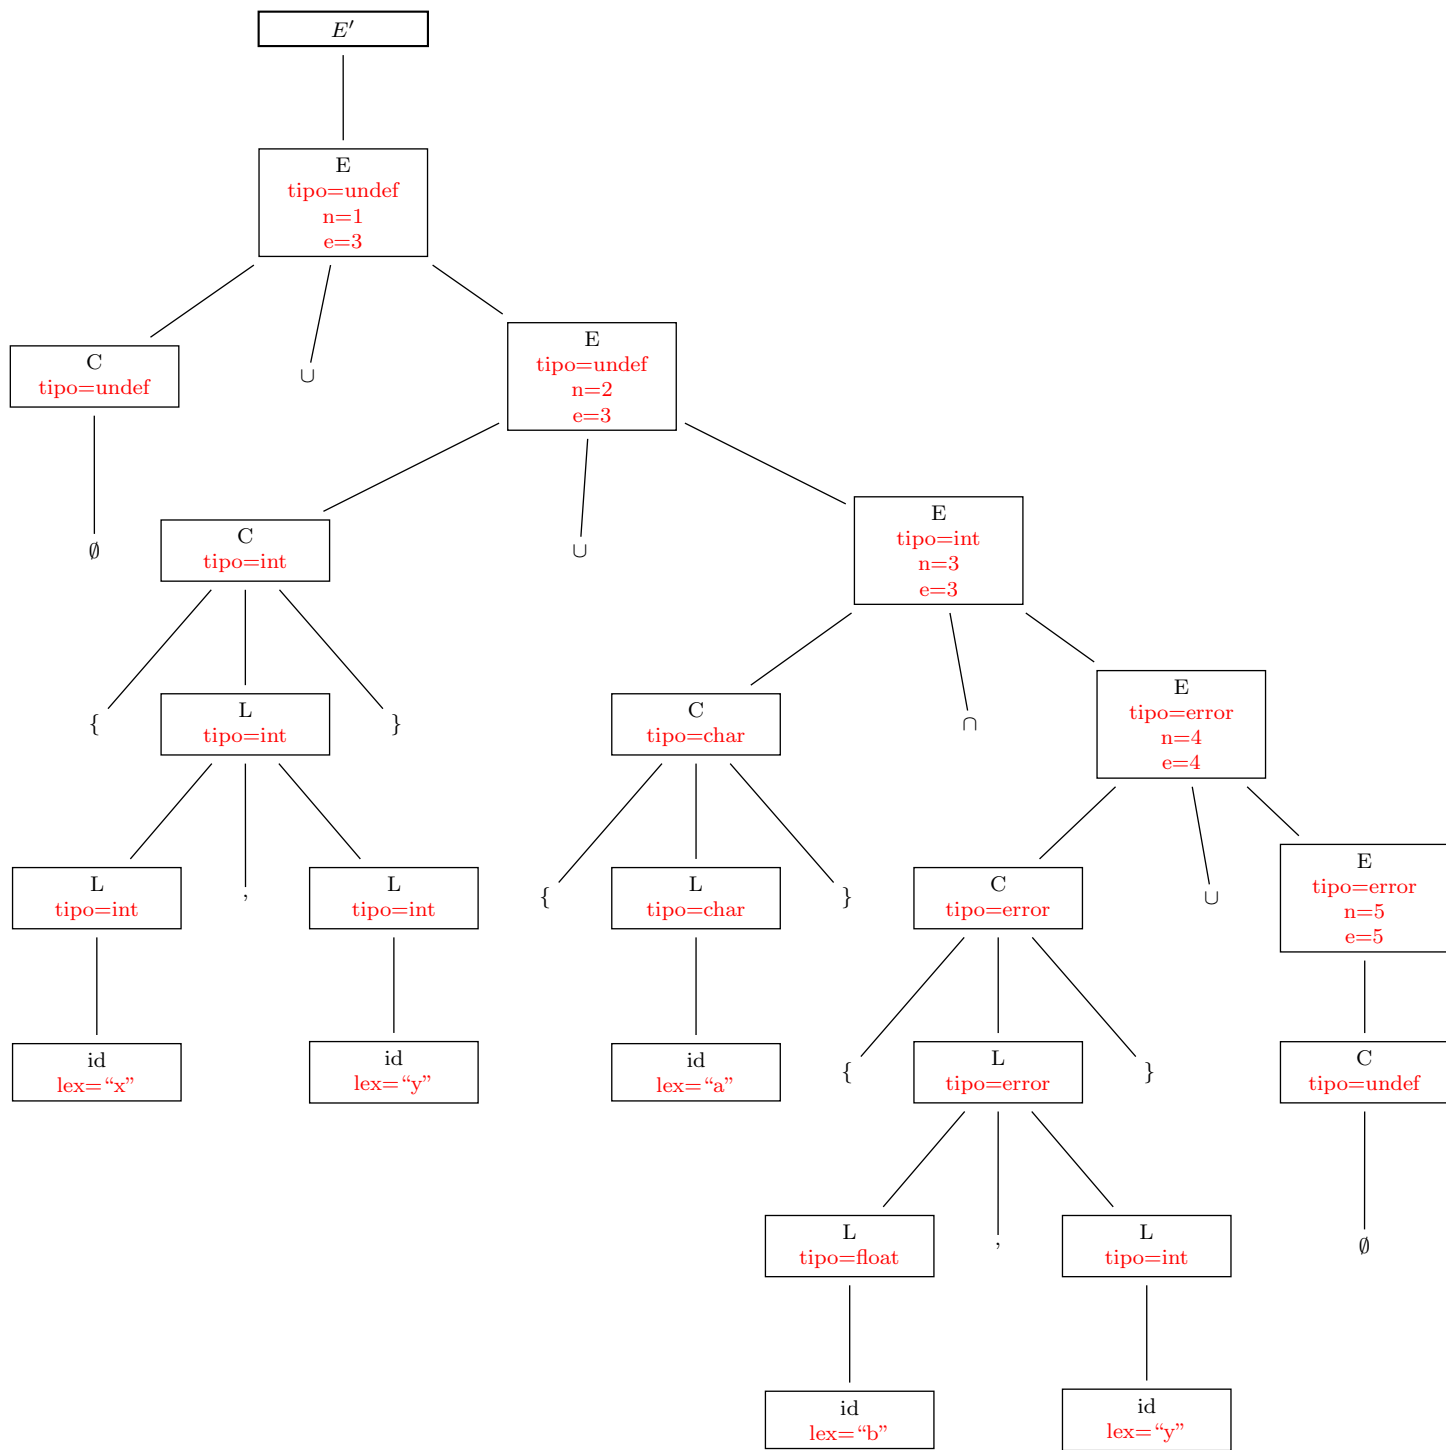 E′
E
tipo=undef
n=1
e=3
C
tipo=undef
∪
E
tipo=undef
n=2
e=3
∅
C
tipo=int
∪
E
tipo=int
n=3
e=3
{
L
tipo=int
}
C
tipo=char
∩
E
tipo=error
n=4
e=4
L
tipo=int
,
L
tipo=int
{
L
tipo=char
}
C
tipo=error
∪
E
tipo=error
n=5
e=5
id
lex=“x”
id
lex=“y”
id
lex=“a”
{
L
tipo=error
}
C
tipo=undef
L
tipo=float
,
L
tipo=int
∅
id
lex=“b”
id
lex=“y”